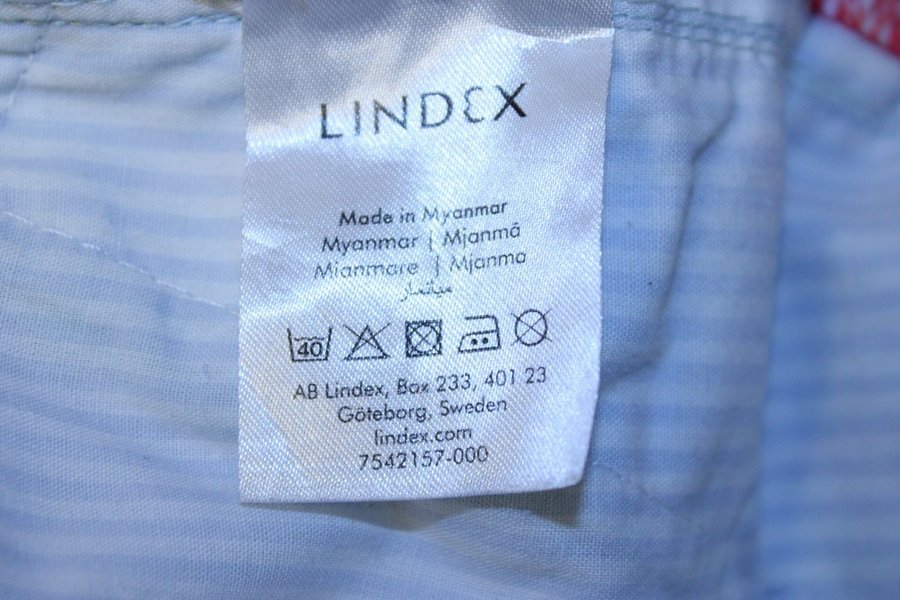 LINDEX
Made in Myanmar
Myanmar | Mjanmā
Mianmare | Mjanma
ميانمار
40
AB Lindex, Box 233, 401 23
Göteborg, Sweden
lindex.com
7542157-000